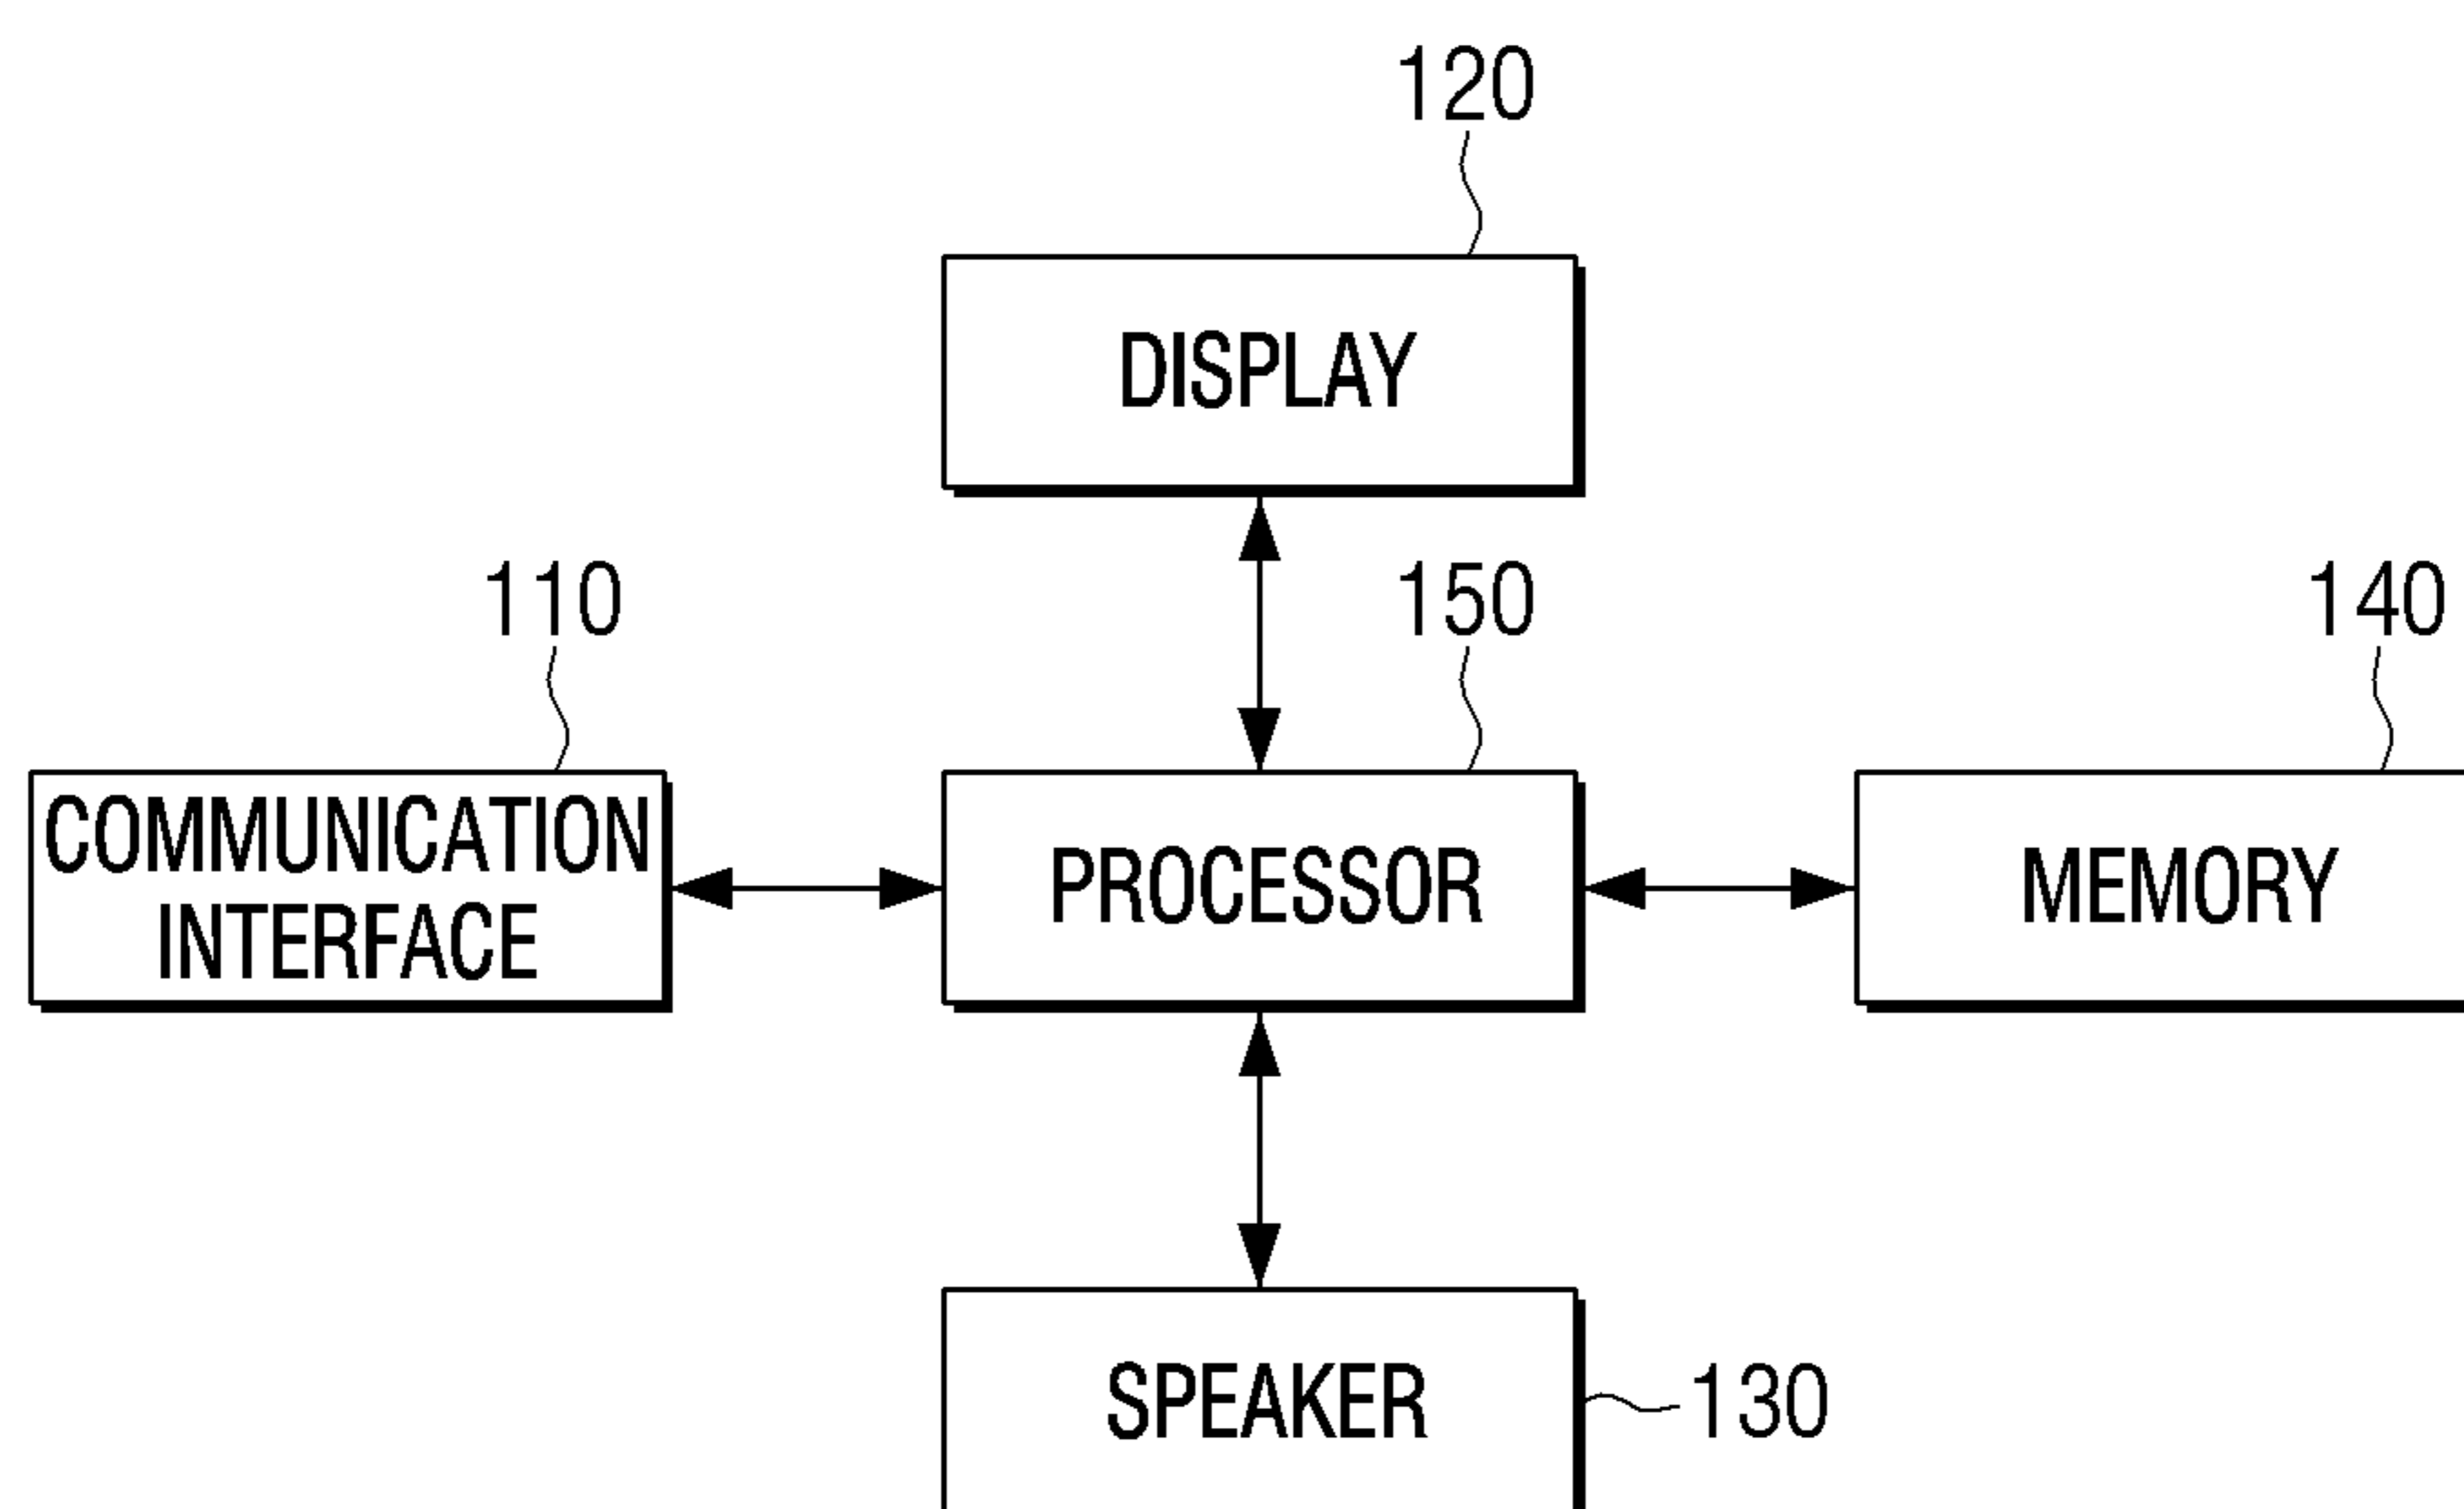 120
DISPLAY
110
150
140
COMMUNICATION
INTERFACE
PROCESSOR
MEMORY
SPEAKER
130